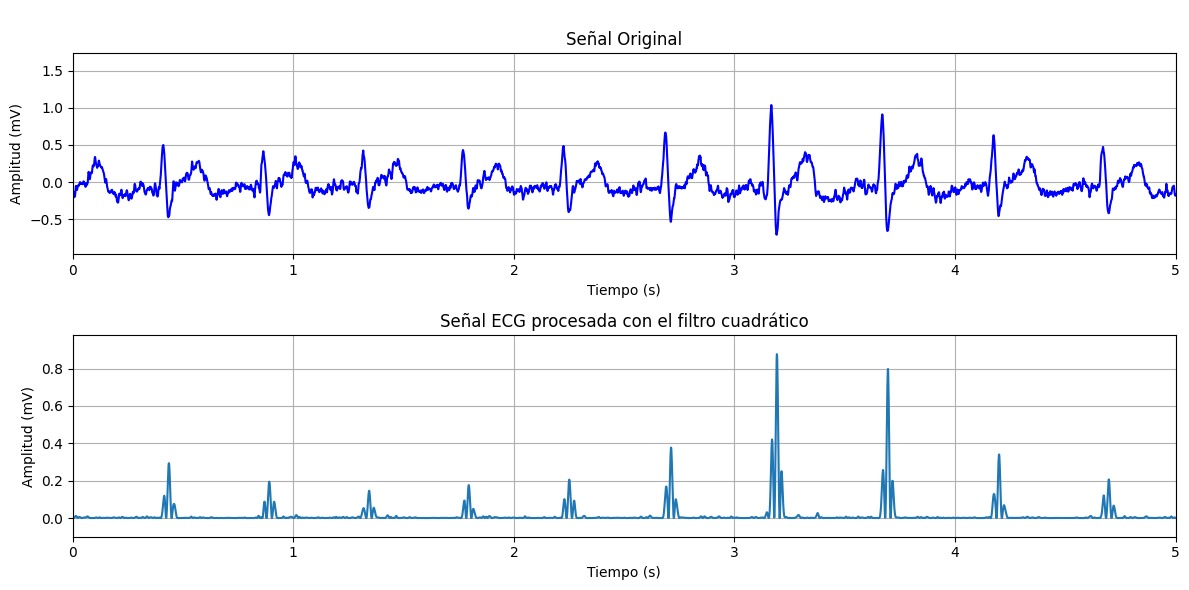 Señal Original
Amplitud (mV)
1.5
1.0
0.5
0.0
−0.5
0 1 2 3 4 5
Tiempo (s)
Señal ECG procesada con el filtro cuadrático
Amplitud (mV)
0.8
0.6
0.4
0.2
0.0
0 1 2 3 4 5
Tiempo (s)